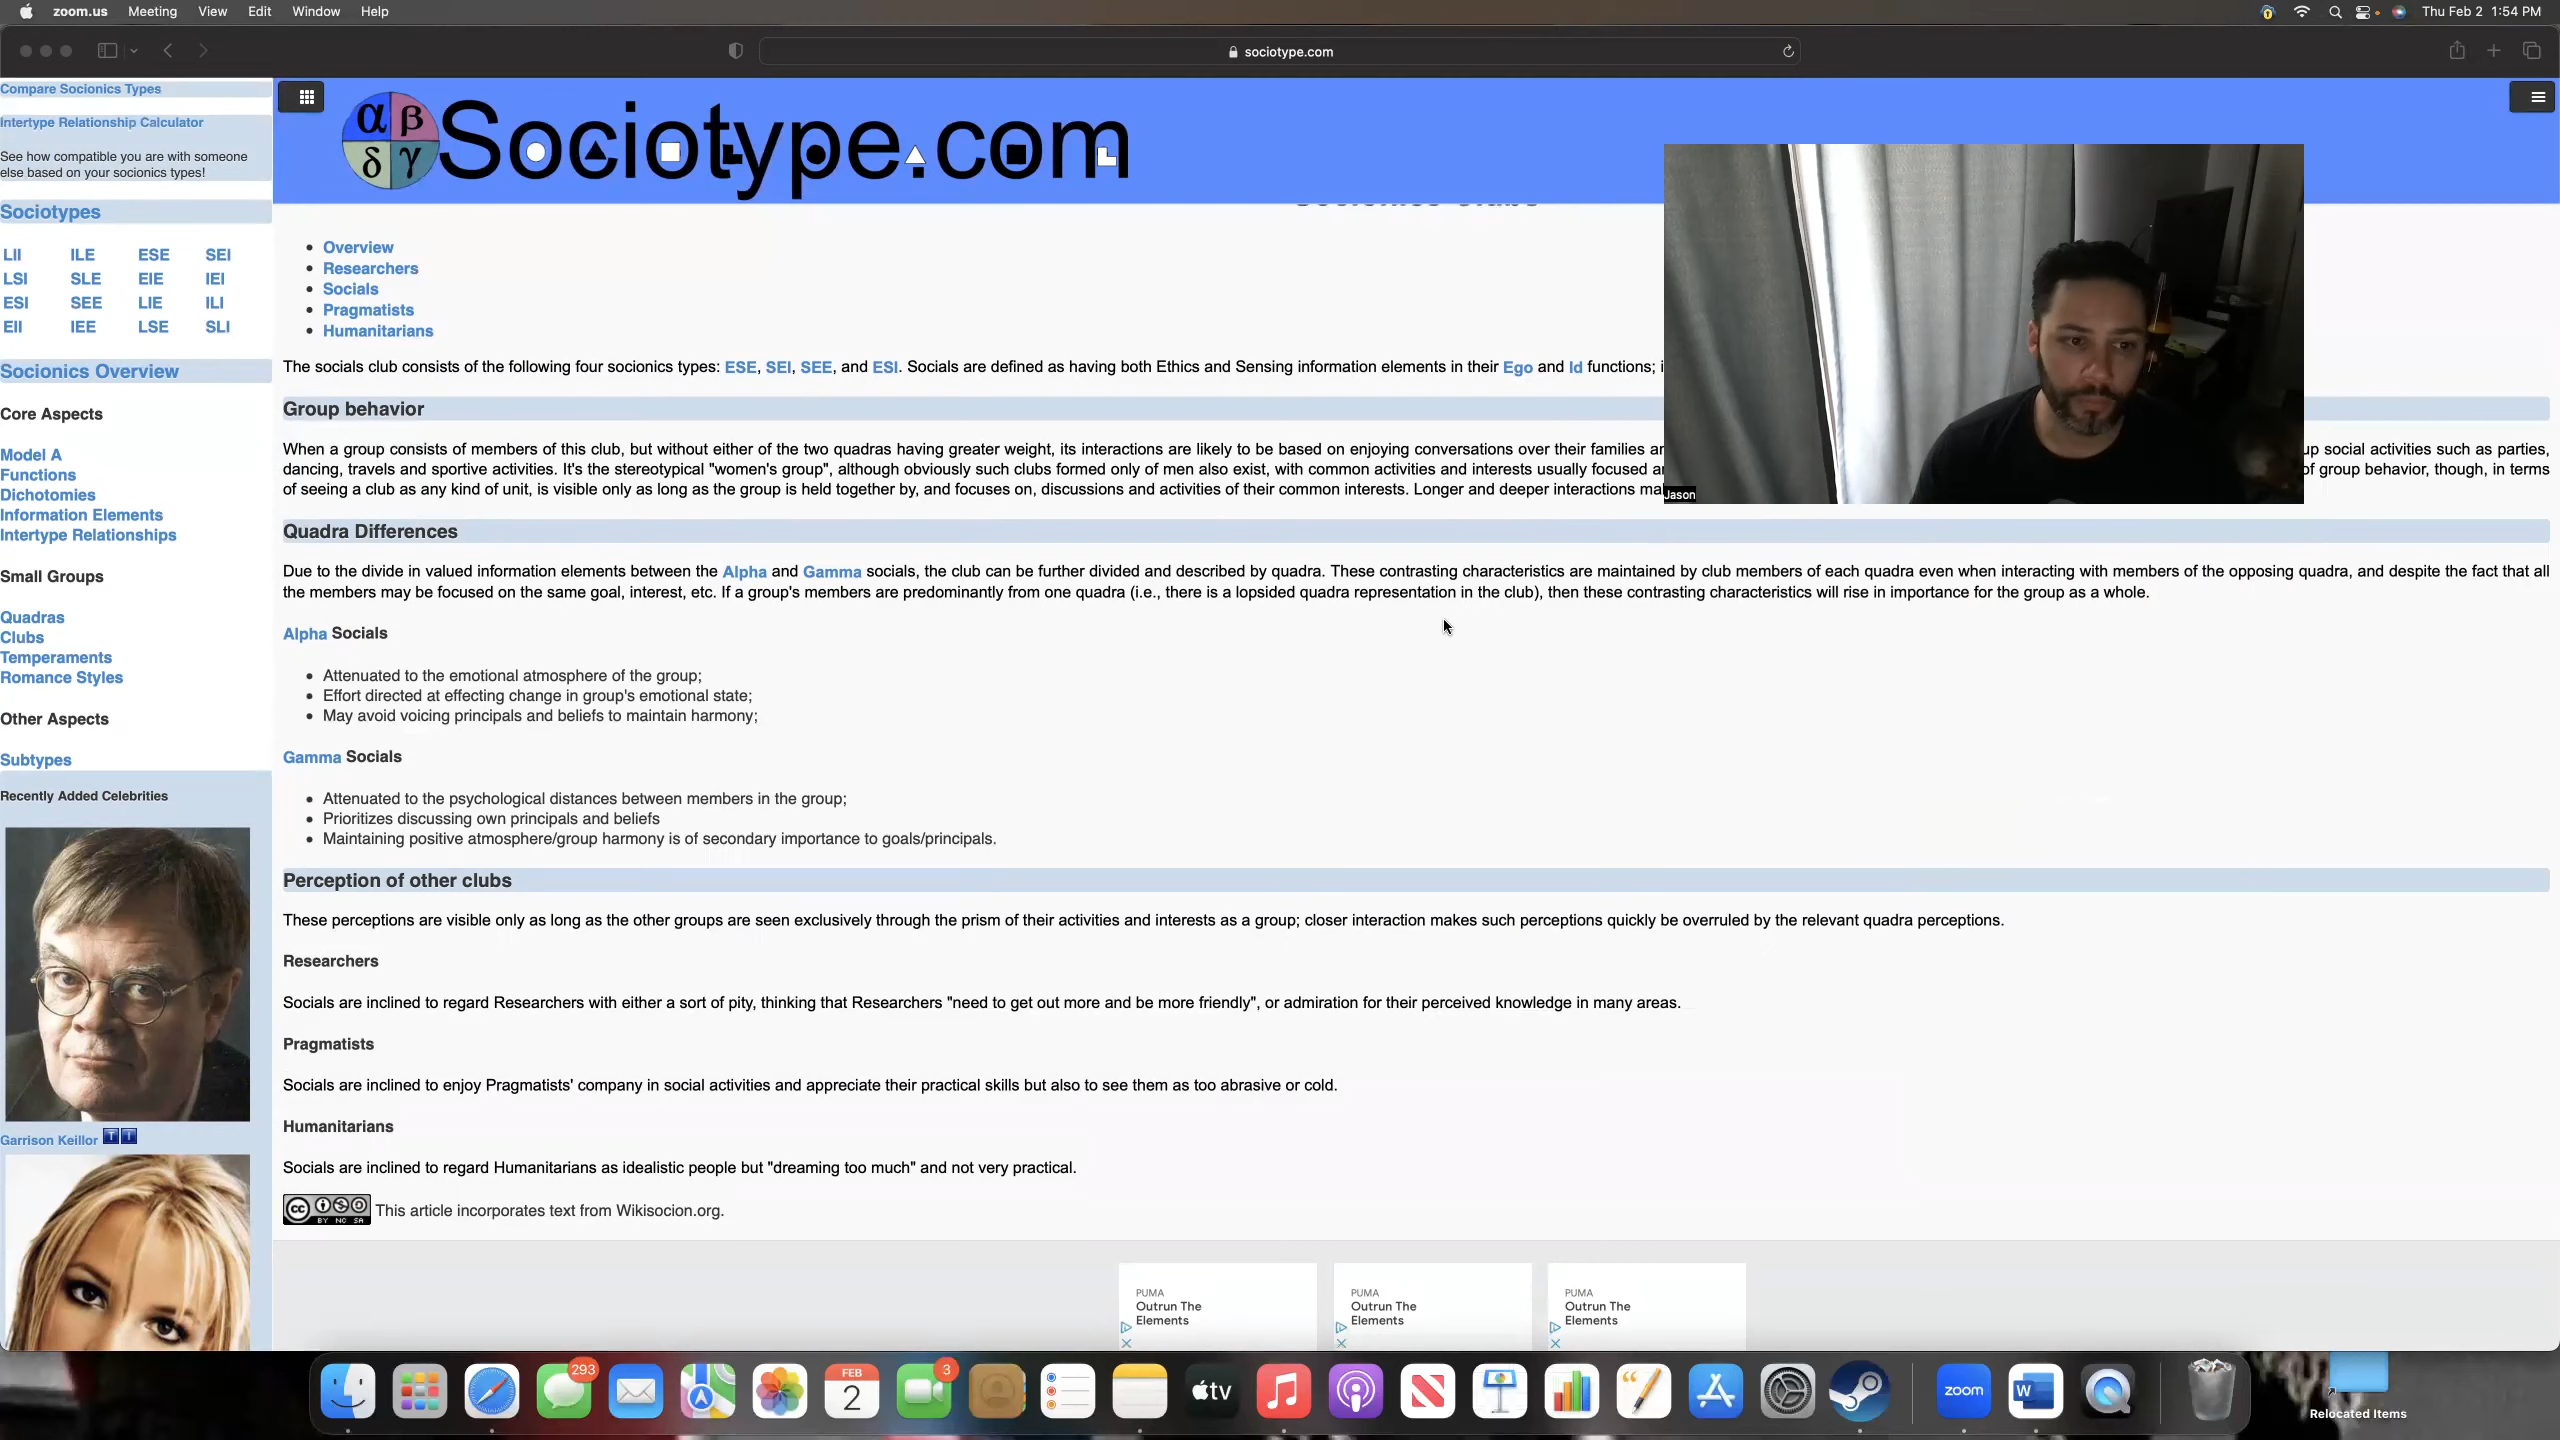 zoom.us Meeting View Edit Window Help
Thu Feb 2 1:54 PM
sociotype.com
Compare Socionics Types
Intertype Relationship Calculator
See how compatible you are with someone
else based on your socionics types!
Sociotypes
LII ILE ESE SEI
LSI SLE EIE IEI
ESI SEE LIE ILI
EII IEE LSE SLI
Socionics Overview
Core Aspects
Model A
Functions
Dichotomies
Information Elements
Intertype Relationships
Small Groups
Quadras
Clubs
Temperaments
Romance Styles
Other Aspects
Subtypes
Recently Added Celebrities
Garrison Keillor
α β
δ γ
Sociotype.com
Overview
Researchers
Socials
Pragmatists
Humanitarians
The socials club consists of the following four socionics types: ESE, SEI, SEE, and ESI. Socials are defined as having both Ethics and Sensing information elements in their Ego and Id functions;
Group behavior
When a group consists of members of this club, but without either of the two quadras having greater weight, its interactions are likely to be based on enjoying conversations over their families up social activities such as parties,
dancing, travels and sportive activities. It's the stereotypical "women's group", although obviously such clubs formed only of men also exist, with common activities and interests usually focused of group behavior, though, in terms
of seeing a club as any kind of unit, is visible only as long as the group is held together by, and focuses on, discussions and activities of their common interests. Longer and deeper interactions
Jason
Quadra Differences
Due to the divide in valued information elements between the Alpha and Gamma socials, the club can be further divided and described by quadra. These contrasting characteristics are maintained by club members of each quadra even when interacting with members of the opposing quadra, and despite the fact that all
the members may be focused on the same goal, interest, etc. If a group's members are predominantly from one quadra (i.e., there is a lopsided quadra representation in the club), then these contrasting characteristics will rise in importance for the group as a whole.
Alpha Socials
Attenuated to the emotional atmosphere of the group;
Effort directed at effecting change in group's emotional state;
May avoid voicing principals and beliefs to maintain harmony;
Gamma Socials
Attenuated to the psychological distances between members in the group;
Prioritizes discussing own principals and beliefs
Maintaining positive atmosphere/group harmony is of secondary importance to goals/principals.
Perception of other clubs
These perceptions are visible only as long as the other groups are seen exclusively through the prism of their activities and interests as a group; closer interaction makes such perceptions quickly be overruled by the relevant quadra perceptions.
Researchers
Socials are inclined to regard Researchers with either a sort of pity, thinking that Researchers "need to get out more and be more friendly", or admiration for their perceived knowledge in many areas.
Pragmatists
Socials are inclined to enjoy Pragmatists' company in social activities and appreciate their practical skills but also to see them as too abrasive or cold.
Humanitarians
Socials are inclined to regard Humanitarians as idealistic people but "dreaming too much" and not very practical.
cc BY NC SA This article incorporates text from Wikisocion.org.
PUMA PUMA PUMA
Outrun The Outrun The Outrun The
Elements Elements Elements
293 FEB 2 3 tv zoom W
Relocated Items